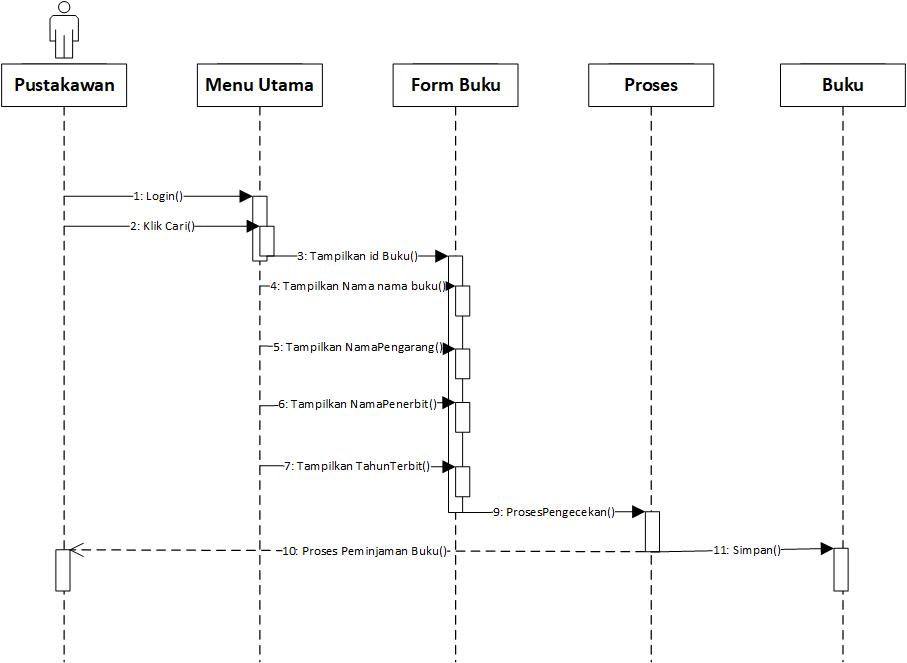 Pustakawan
Menu Utama
Form Buku
Proses
Buku
1: Login()
2: Klik Cari()
3: Tampilkan id Buku()
4: Tampilkan Nama nama buku()
5: Tampilkan NamaPengarang()
6: Tampilkan NamaPenerbit()
7: Tampilkan TahunTerbit()
9: ProsesPengecekan()
10: Proses Peminjaman Buku()
11: Simpan()